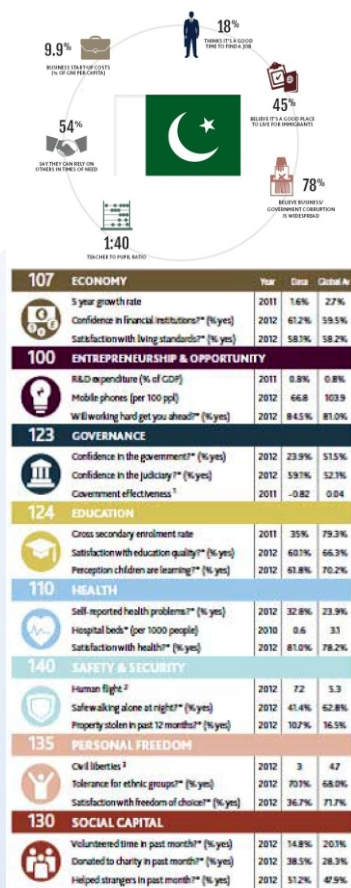 18%
THINKS IT'S A GOOD
TIME TO FIND A JOB
9.9%
BUSINESS START-UP COSTS
(% OF GNI PER CAPITA)
45%
BELIEVE IT'S A GOOD PLACE
TO LIVE FOR IMMIGRANTS
54%
SAY THEY CAN RELY ON
OTHERS IN TIMES OF NEED
78%
BELIEVE BUSINESS/
GOVERNMENT CORRUPTION
IS WIDESPREAD
1:40
TEACHER TO PUPIL RATIO
107 ECONOMY Year Data Global Av
5 year growth rate 2011 1.6% 2.7%
Confidence in financial institutions?* (% yes) 2012 61.2% 59.5%
Satisfaction with living standards?* (% yes) 2012 58.1% 58.2%
100 ENTREPRENEURSHIP & OPPORTUNITY
R&D expenditure (% of GDP) 2011 0.8% 0.8%
Mobile phones (per 100 ppl) 2012 66.8 103.9
Will working hard get you ahead?* (% yes) 2012 84.5% 81.0%
123 GOVERNANCE
Confidence in the government?* (% yes) 2012 23.9% 51.5%
Confidence in the judiciary?* (% yes) 2012 59.1% 52.1%
Government effectiveness 1 2011 -0.82 0.04
124 EDUCATION
Gross secondary enrolment rate 2011 35% 79.3%
Satisfaction with education quality?* (% yes) 2012 60.1% 66.3%
Perception children are learning?* (% yes) 2012 61.8% 70.2%
110 HEALTH
Self-reported health problems?* (% yes) 2012 32.8% 23.9%
Hospital beds* (per 1000 people) 2010 0.6 3.1
Satisfaction with health?* (% yes) 2012 81.0% 78.2%
140 SAFETY & SECURITY
Human flight 2 2012 7.2 5.3
Safe walking alone at night?* (% yes) 2012 41.4% 62.8%
Property stolen in past 12 months?* (% yes) 2012 10.7% 16.5%
135 PERSONAL FREEDOM
Civil liberties 3 2012 3 4.7
Tolerance for ethnic groups?* (% yes) 2012 70.1% 68.0%
Satisfaction with freedom of choice?* (% yes) 2012 36.7% 71.7%
130 SOCIAL CAPITAL
Volunteered time in past month?* (% yes) 2012 14.8% 20.1%
Donated to charity in past month?* (% yes) 2012 38.5% 28.3%
Helped strangers in past month?* (% yes) 2012 51.2% 47.9%